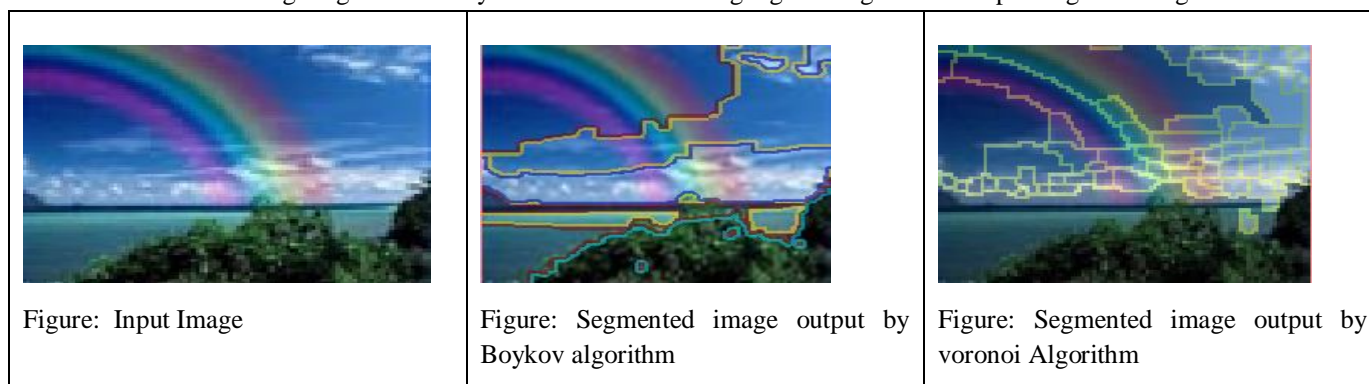 Figure: Input Image
Figure: Segmented image output by
Boykov algorithm
Figure: Segmented image output by
voronoi Algorithm